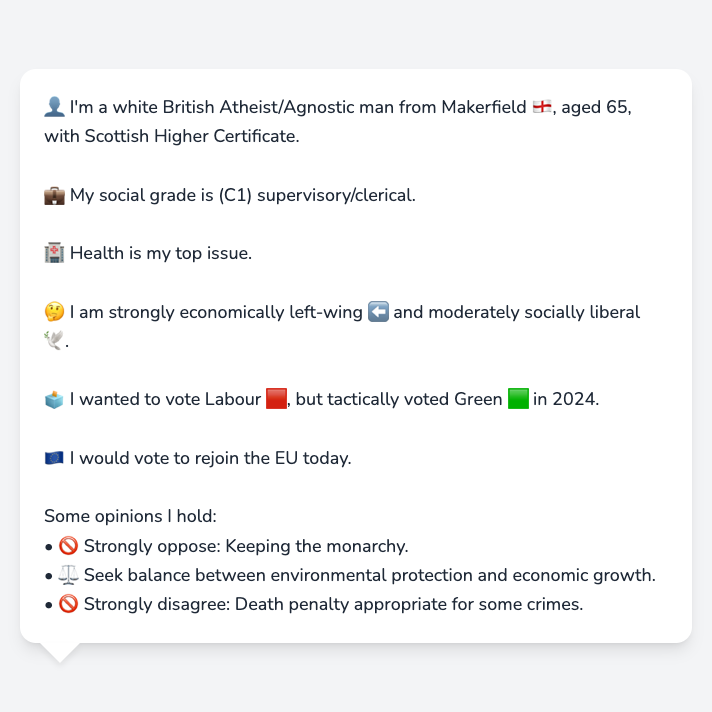 👤 I'm a white British Atheist/Agnostic man from Makerfield 🏴󠁧󠁢󠁥󠁮󠁧󠁿, aged 65,
with Scottish Higher Certificate.
💼 My social grade is (C1) supervisory/clerical.
🏥 Health is my top issue.
🤔 I am strongly economically left-wing ⬅️ and moderately socially liberal
🕊️.
🗳️ I wanted to vote Labour 🟥, but tactically voted Green 🟩 in 2024.
🇪🇺 I would vote to rejoin the EU today.
Some opinions I hold:
• 🚫 Strongly oppose: Keeping the monarchy.
• ⚖️ Seek balance between environmental protection and economic growth.
• 🚫 Strongly disagree: Death penalty appropriate for some crimes.